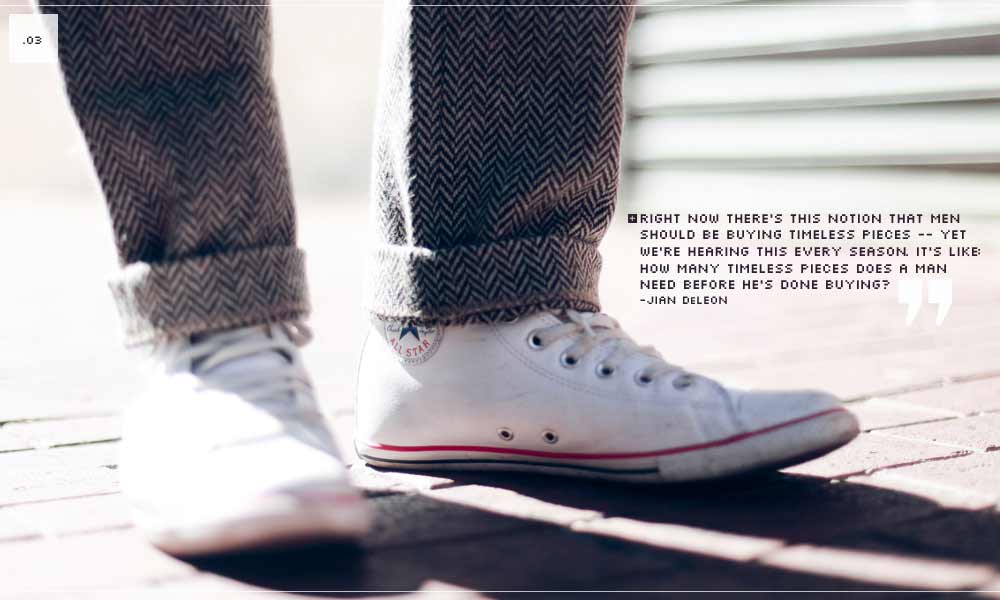 .03
RIGHT NOW THERE'S THIS NOTION THAT MEN
SHOULD BE BUYING TIMELESS PIECES -- YET
WE'RE HEARING THIS EVERY SEASON. IT'S LIKE:
HOW MANY TIMELESS PIECES DOES A MAN
NEED BEFORE HE'S DONE BUYING?
-JIAN DELEON
ALL STAR